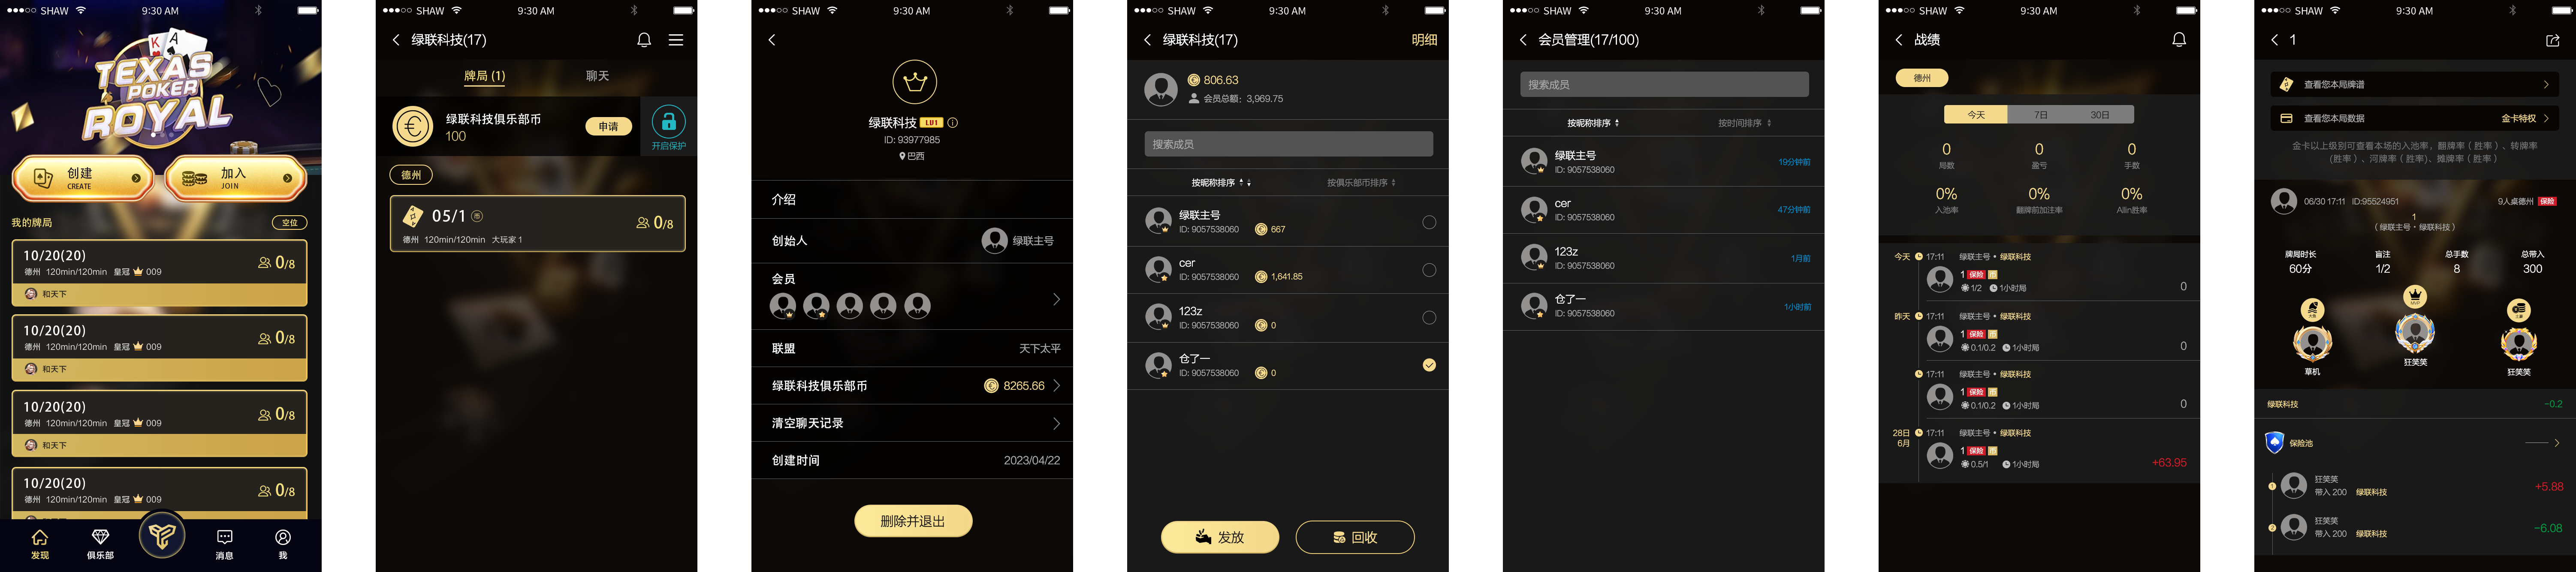 SHAW
9:30 AM
K
A
TEXAS
POKER
ROYAL
创建
CREATE
加入
JOIN
我的牌局
空位
10/20(20)
德州 120min/120min 皇冠 009
0/8
和天下
10/20(20)
德州 120min/120min 皇冠 009
0/8
和天下
10/20(20)
德州 120min/120min 皇冠 009
0/8
和天下
10/20(20)
德州 120min/120min 皇冠 009
0/8
发现
俱乐部
消息
我
SHAW
9:30 AM
绿联科技(17)
牌局 (1)
聊天
绿联科技俱乐部币
100
申请
开启保护
德州
05/1 币
德州 120min/120min 大玩家 1
0/8
SHAW
9:30 AM
绿联科技 LV1
ID: 93977985
巴西
介绍
创始人
绿联主号
会员
联盟
天下太平
绿联科技俱乐部币
8265.66
清空聊天记录
创建时间
2023/04/22
删除并退出
SHAW
9:30 AM
绿联科技(17)
明细
806.63
会员总额：3,969.75
搜索成员
按昵称排序
按俱乐部币排序
绿联主号
ID: 9057538060
667
cer
ID: 9057538060
1,641.85
123z
ID: 9057538060
0
仓了一
ID: 9057538060
0
发放
回收
SHAW
9:30 AM
会员管理(17/100)
搜索成员
按昵称排序
按时间排序
绿联主号
ID: 9057538060
19分钟前
cer
ID: 9057538060
47分钟前
123z
ID: 9057538060
1月前
仓了一
ID: 9057538060
1小时前
SHAW
9:30 AM
战绩
德州
今天
7日
30日
0
局数
0
盈亏
0
手数
0%
入池率
0%
翻牌前加注率
0%
Allin胜率
今天 17:11 绿联主号 • 绿联科技
1 保险 币
1/2 1小时局
0
昨天 17:11 绿联主号 • 绿联科技
1 保险 币
0.1/0.2 1小时局
0
17:11 绿联主号 • 绿联科技
1 保险 币
0.1/0.2 1小时局
0
28日
6月
17:11 绿联主号 • 绿联科技
1 保险 币
0.5/1 1小时局
+63.95
SHAW
9:30 AM
1
查看您本局牌谱
查看您本局数据
金卡特权
金卡以上级别可查看本场的入池率，翻牌率（胜率）、转牌率
（胜率）、河牌率（胜率）、摊牌率（胜率）
06/30 17:11 ID:95524951
9人桌德州 保险
1
（绿联主号 • 绿联科技）
牌局时长
60分
盲注
1/2
总手数
8
总带入
300
MVP
草机
狂笑笑
狂笑笑
绿联科技
−0.2
保险池
1
狂笑笑
带入 200 绿联科技
+5.88
2
狂笑笑
带入 200 绿联科技
−6.08